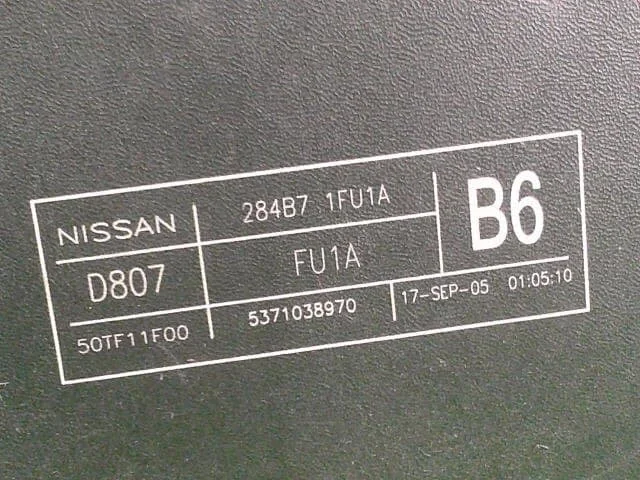 NISSAN 284B7 1FU1A B6
D807 FU1A
50TF11F00 5371038970 17-SEP-05 01:05:10